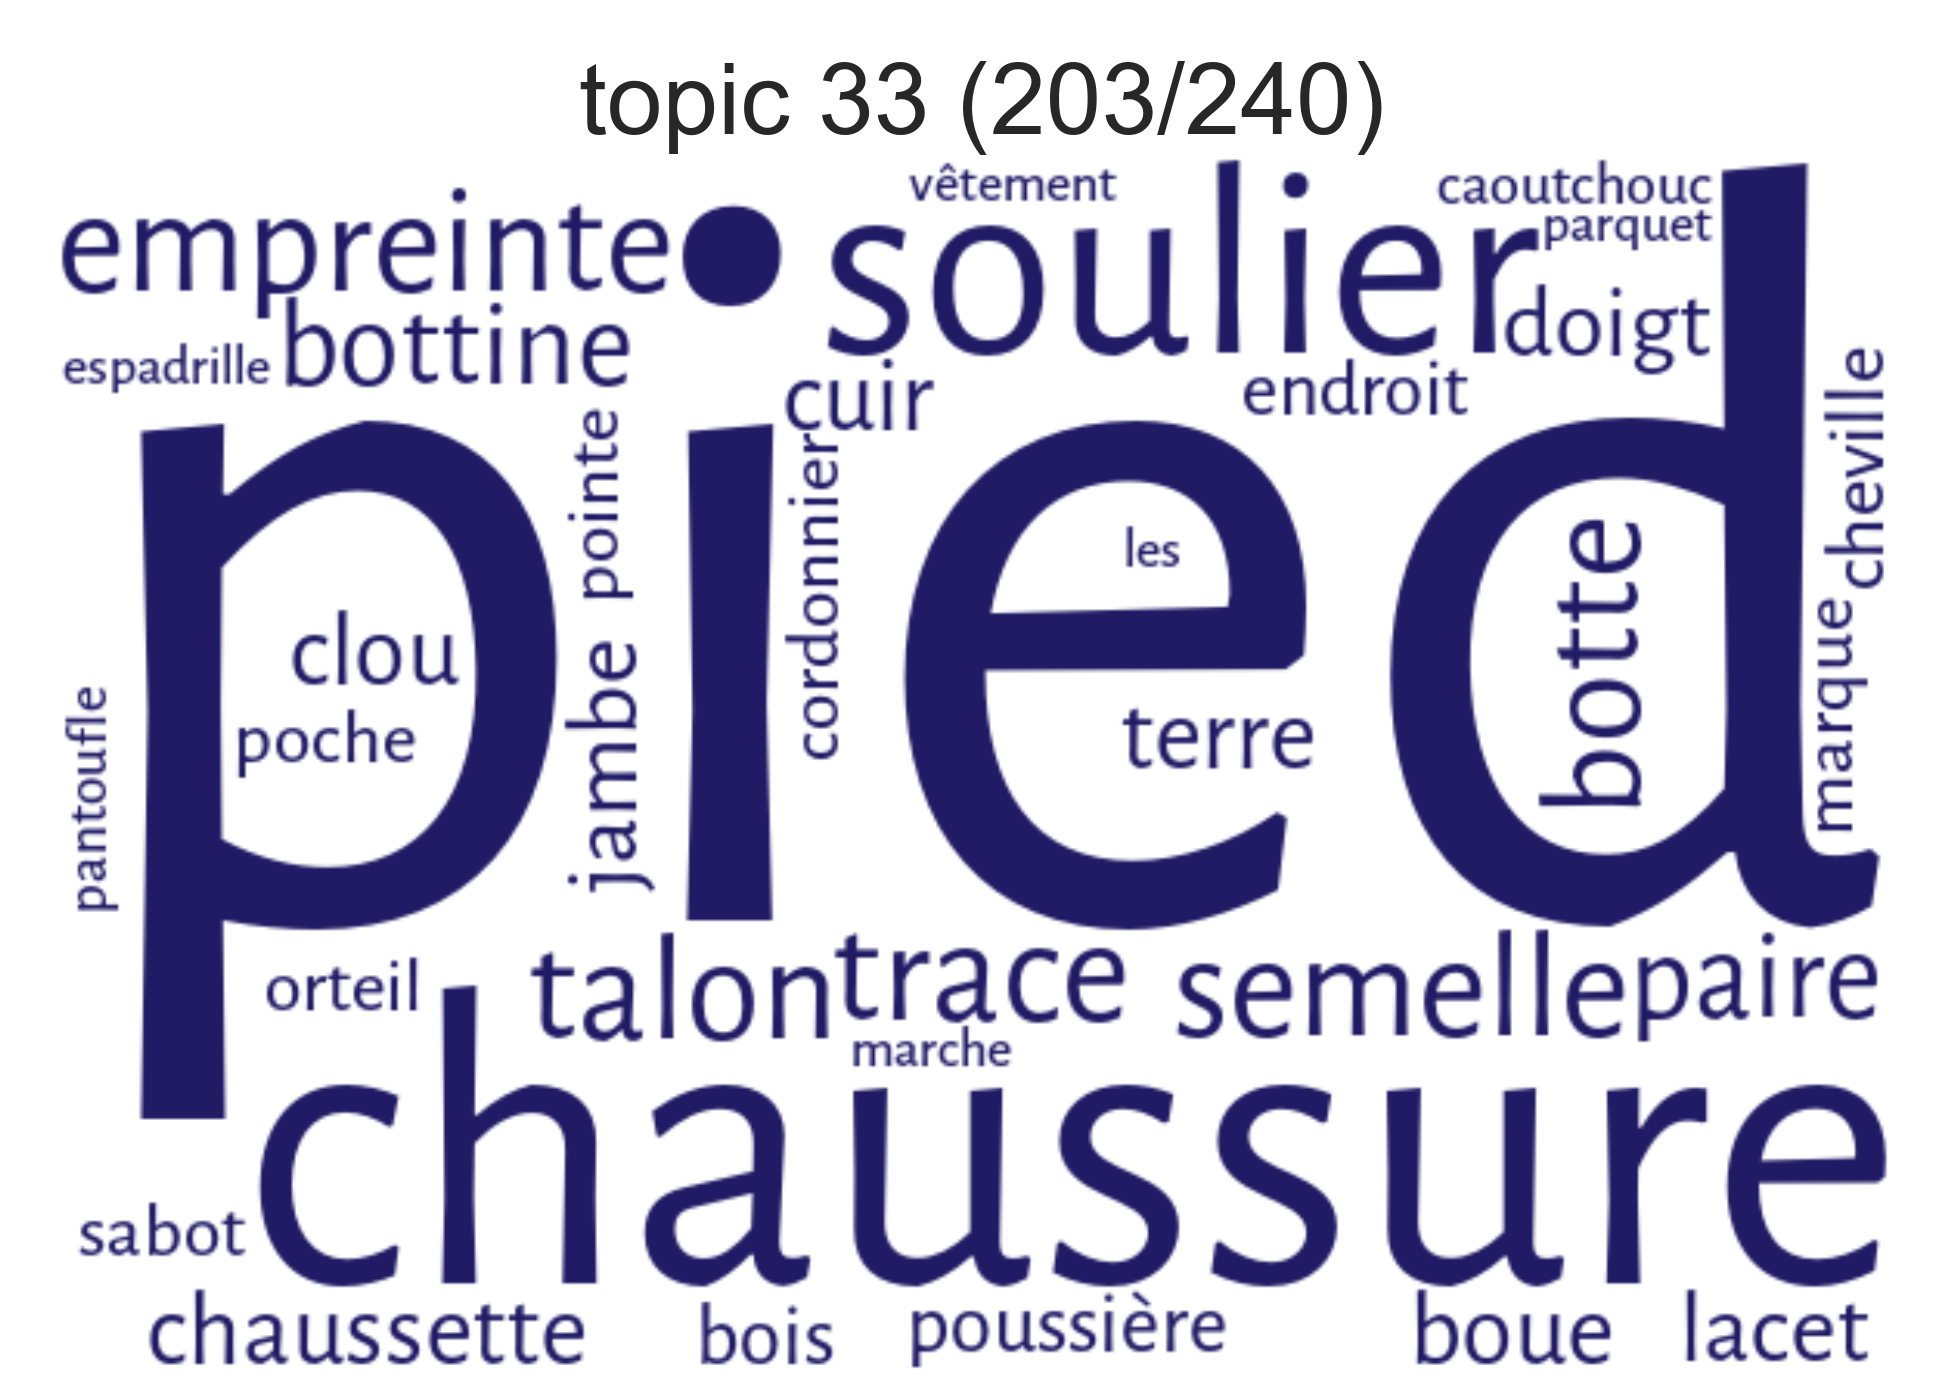 topic 33 (203/240)
vêtement
caoutchouc
parquet
empreinte
soulier
doigt
espadrille
bottine
cuir
endroit
cheville
pied
pointe
cordonnier
les
botte
clou
poche
jambe
terre
marque
pantoufle
orteil
talon
trace
semelle
paire
marche
chaussure
sabot
chaussette
bois
poussière
boue
lacet